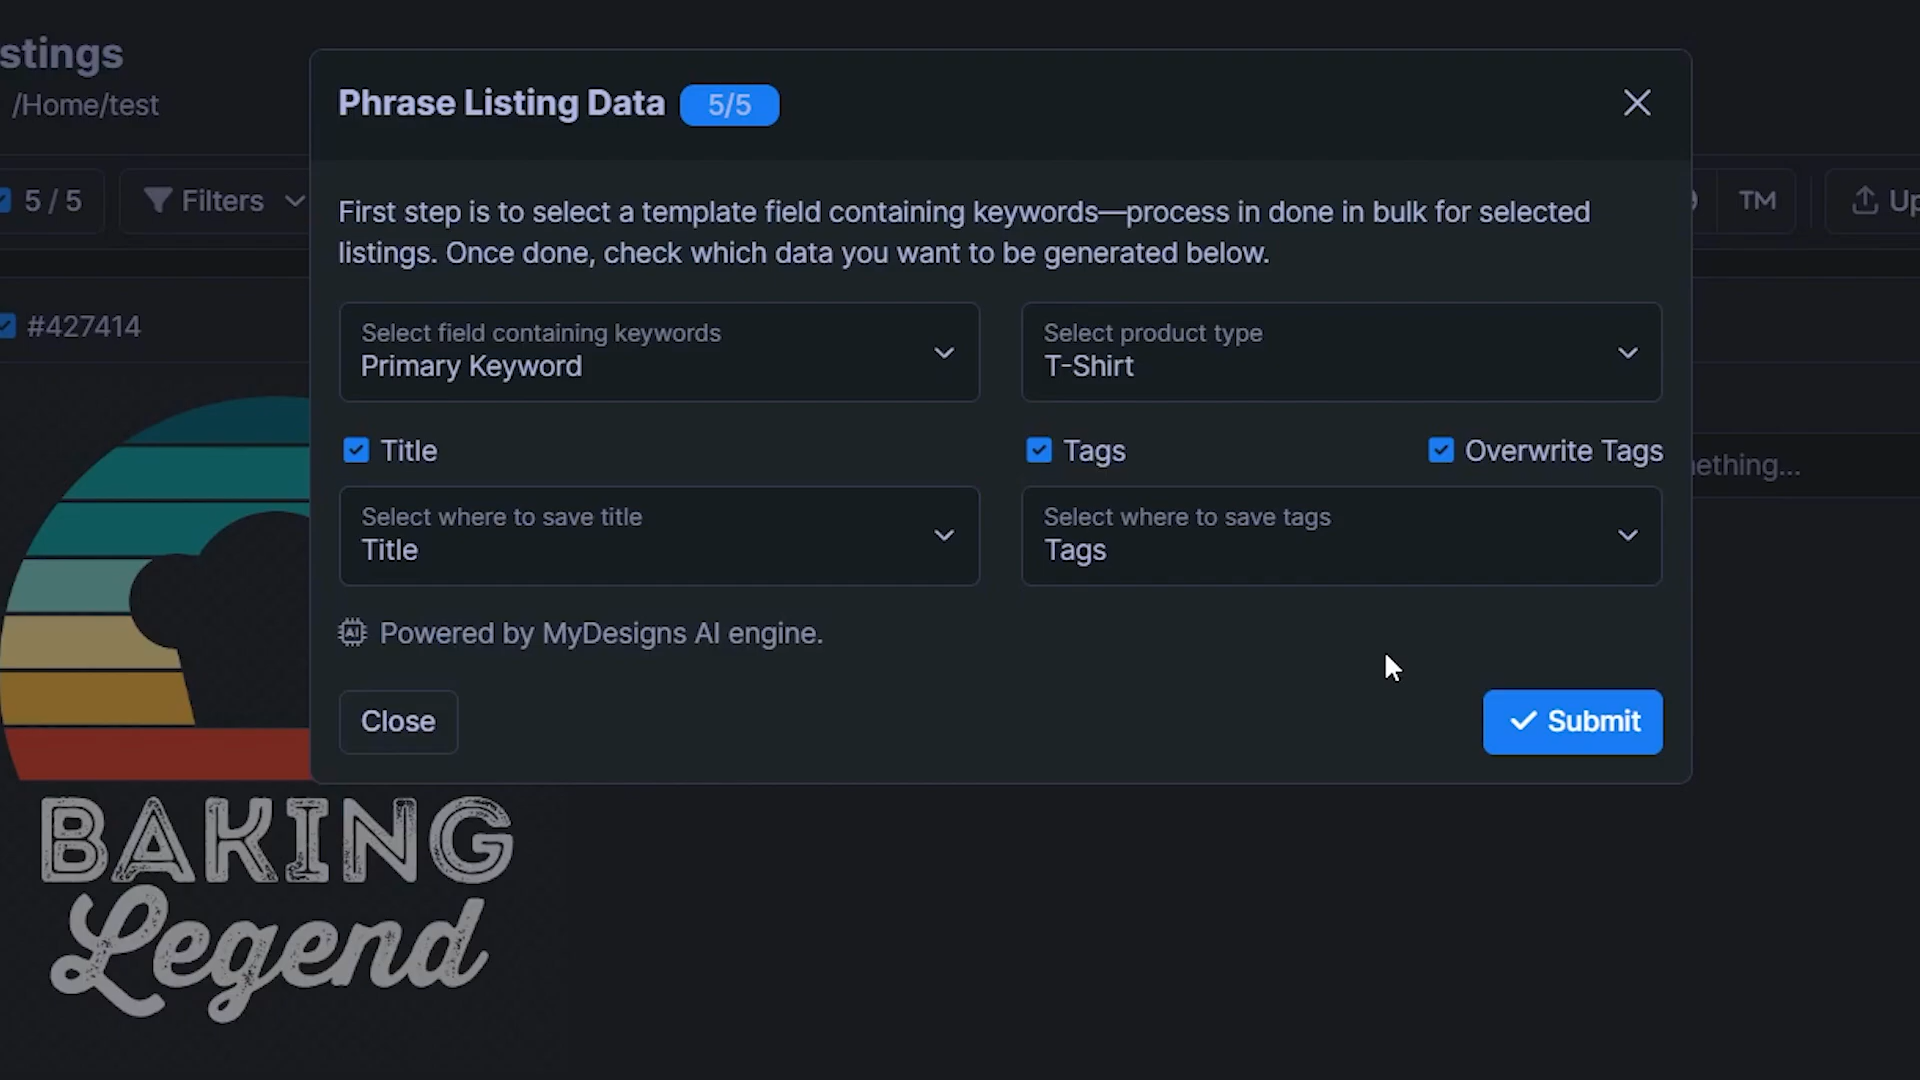 stings
/Home/test
Phrase Listing Data 5/5
5 / 5
Filters
TM
First step is to select a template field containing keywords—process in done in bulk for selected
listings. Once done, check which data you want to be generated below.
#427414
Select field containing keywords
Primary Keyword
Select product type
T-Shirt
Title
Tags
Overwrite Tags
ething...
Select where to save title
Title
Select where to save tags
Tags
AI Powered by MyDesigns AI engine.
Close
Submit
BAKING
Legend